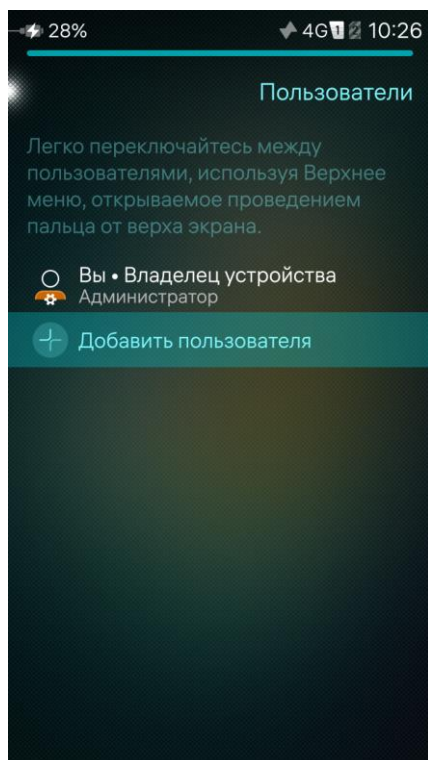 28% 4G 1 10:26
Пользователи
Легко переключайтесь между
пользователями, используя Верхнее
меню, открываемое проведением
пальца от верха экрана.
Вы • Владелец устройства
Администратор
Добавить пользователя